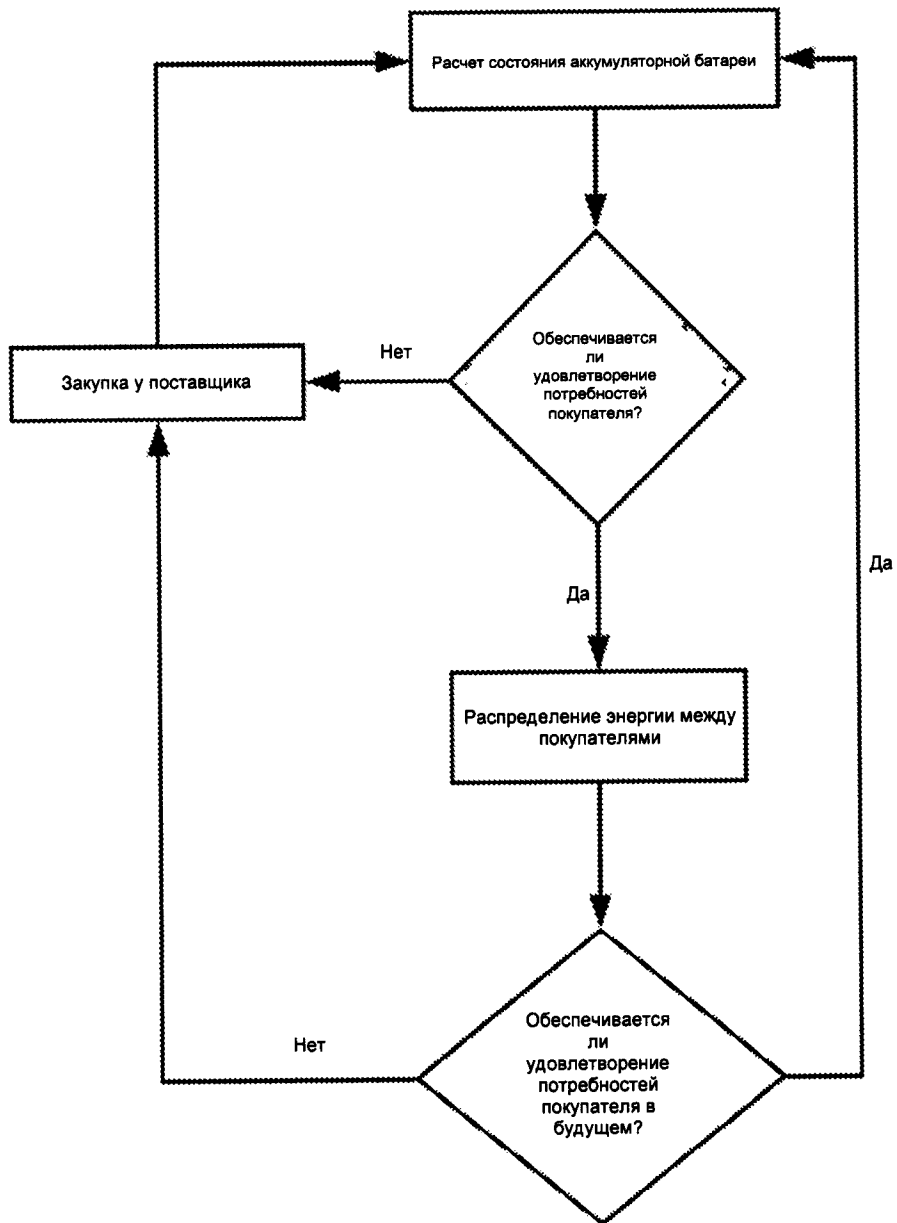 Расчет состояния аккумуляторной батареи
Обеспечивается
ли
удовлетворение
потребностей
покупателя?
Нет
Закупка у поставщика
Да
Да
Распределение энергии между
покупателями
Обеспечивается
ли
удовлетворение
потребностей
покупателя в
будущем?
Нет